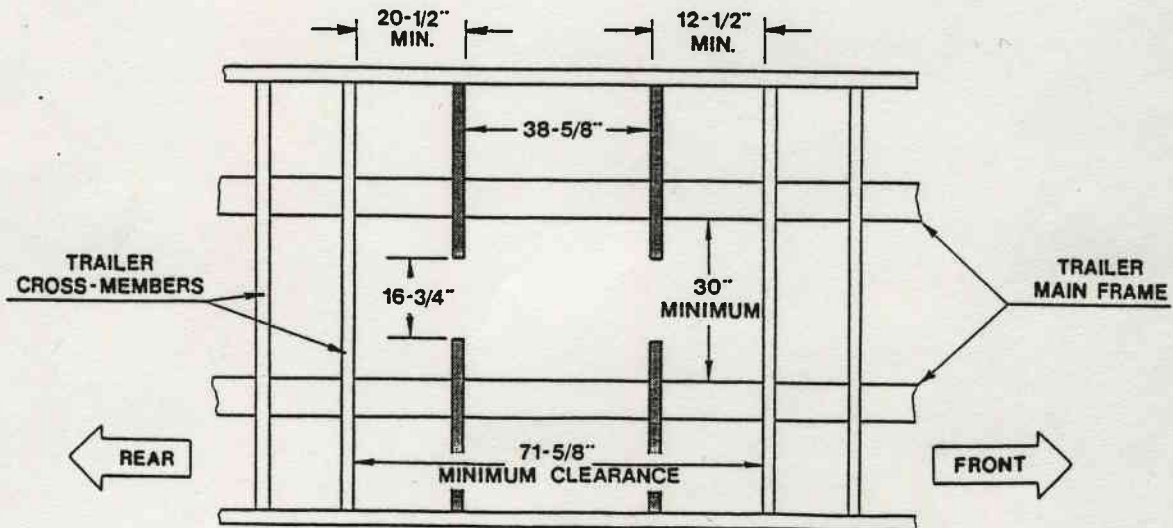 20-1/2"
MIN.
12-1/2"
MIN.
38-5/8"
TRAILER
CROSS-MEMBERS
16-3/4"
30"
MINIMUM
TRAILER
MAIN FRAME
REAR
71-5/8"
MINIMUM CLEARANCE
FRONT